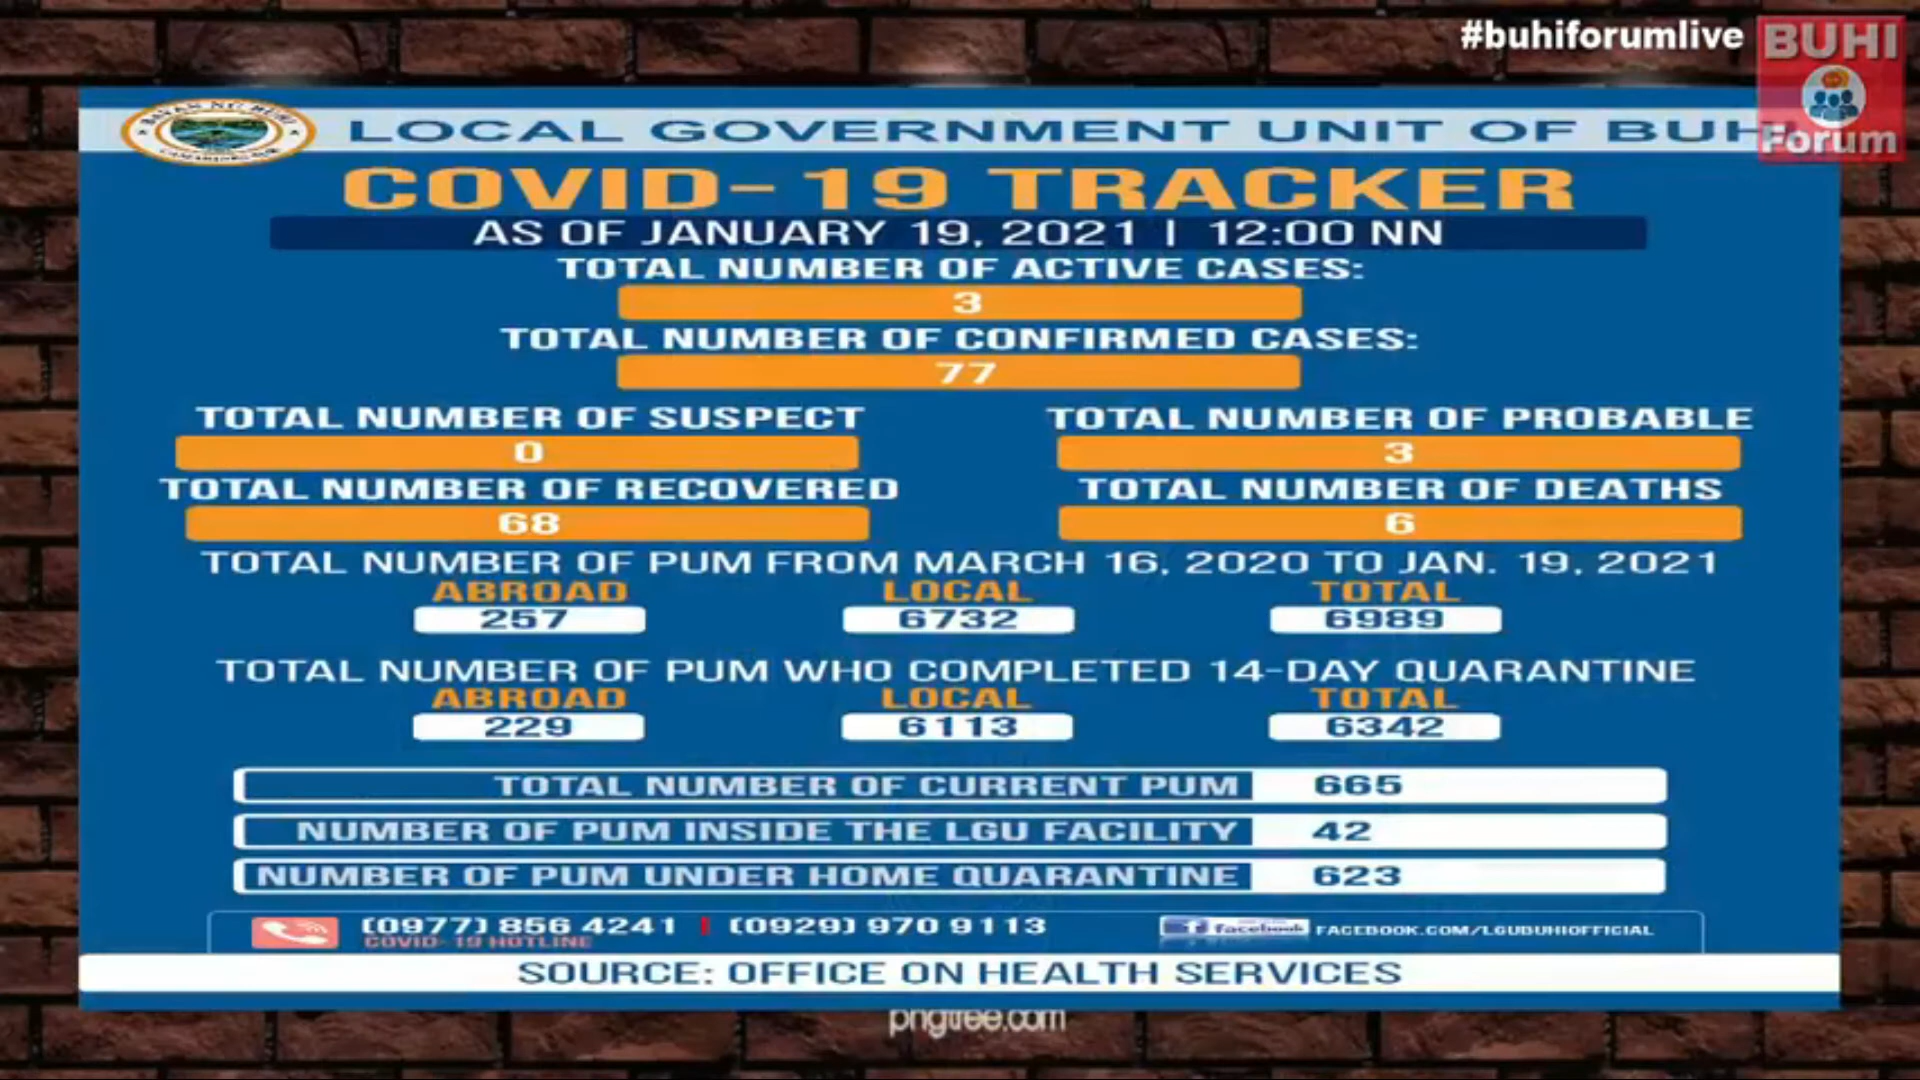 #buhiforumlive
BUHI
Forum
BAYAN NG BUHI
LOCAL GOVERNMENT UNIT OF BUH
COVID-19 TRACKER
AS OF JANUARY 19, 2021 | 12:00 NN
TOTAL NUMBER OF ACTIVE CASES:
3
TOTAL NUMBER OF CONFIRMED CASES:
77
TOTAL NUMBER OF SUSPECT
0
TOTAL NUMBER OF PROBABLE
3
TOTAL NUMBER OF RECOVERED
68
TOTAL NUMBER OF DEATHS
6
TOTAL NUMBER OF PUM FROM MARCH 16, 2020 TO JAN. 19, 2021
ABROAD LOCAL TOTAL
257 6732 6989
TOTAL NUMBER OF PUM WHO COMPLETED 14-DAY QUARANTINE
ABROAD LOCAL TOTAL
229 6113 6342
TOTAL NUMBER OF CURRENT PUM 665
NUMBER OF PUM INSIDE THE LGU FACILITY 42
NUMBER OF PUM UNDER HOME QUARANTINE 623
(0977) 856 4241 | (0929) 970 9113
COVID-19 HOTLINE
facebook FACEBOOK.COM/LGUBUHIOFFICIAL
SOURCE: OFFICE ON HEALTH SERVICES
pngtree.com